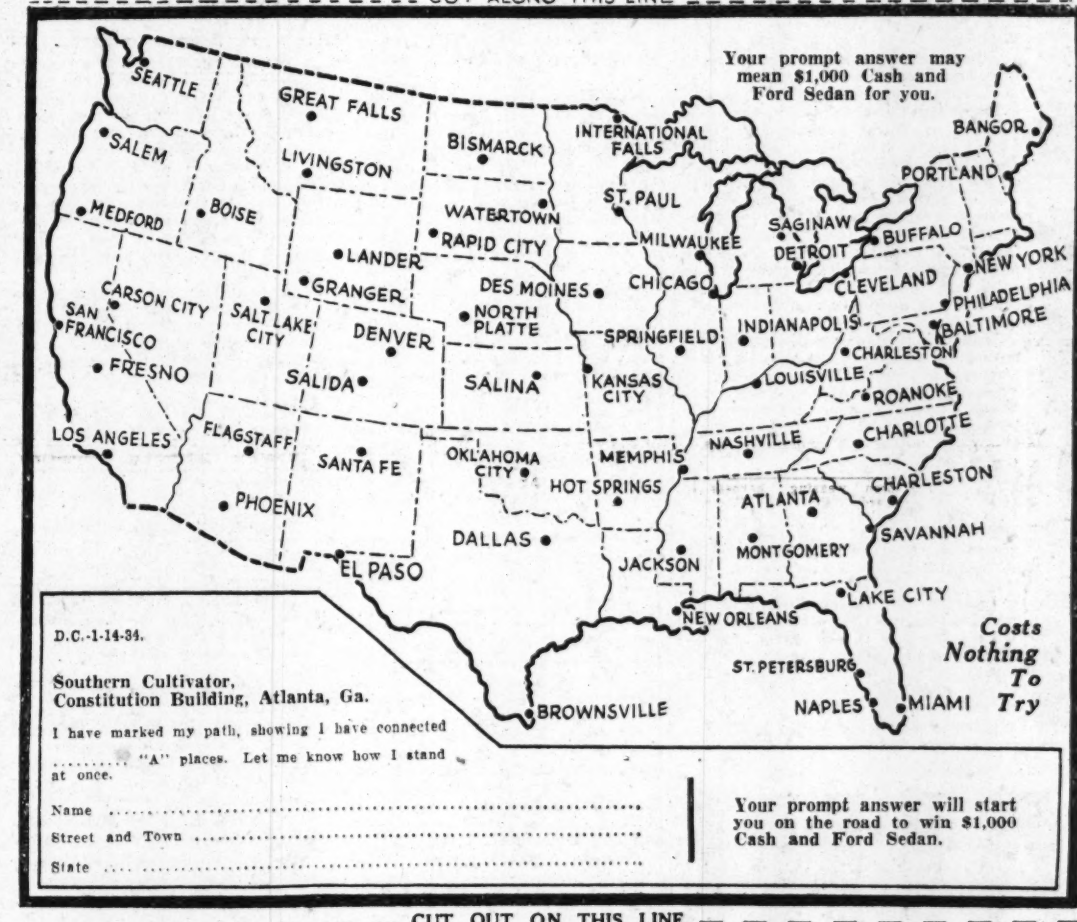 CUT ALONG THIS LINE
Your prompt answer may
mean $1,000 Cash and
Ford Sedan for you.
SEATTLE
GREAT FALLS
BISMARCK
INTERNATIONAL
FALLS
BANGOR
SALEM
LIVINGSTON
PORTLAND
MEDFORD
BOISE
WATERTOWN
ST. PAUL
SAGINAW
RAPID CITY
MILWAUKEE
DETROIT
BUFFALO
LANDER
NEW YORK
GRANGER
DES MOINES
CHICAGO
CLEVELAND
PHILADELPHIA
CARSON CITY
SALT LAKE
CITY
NORTH
PLATTE
INDIANAPOLIS
BALTIMORE
SAN
FRANCISCO
DENVER
SPRINGFIELD
CHARLESTON
FRESNO
SALIDA
SALINA
KANSAS
CITY
LOUISVILLE
ROANOKE
LOS ANGELES
FLAGSTAFF
SANTA FE
OKLAHOMA
CITY
MEMPHIS
NASHVILLE
CHARLOTTE
HOT SPRINGS
ATLANTA
CHARLESTON
PHOENIX
DALLAS
JACKSON
MONTGOMERY
SAVANNAH
EL PASO
LAKE CITY
NEW ORLEANS
ST. PETERSBURG
BROWNSVILLE
NAPLES
MIAMI
Costs
Nothing
To
Try
D.C.-1-14-34.
Southern Cultivator,
Constitution Building, Atlanta, Ga.
I have marked my path, showing I have connected
.......... "A" places. Let me know how I stand
at once.
Name
Street and Town
State
Your prompt answer will start
you on the road to win $1,000
Cash and Ford Sedan.
CUT OUT ON THIS LINE